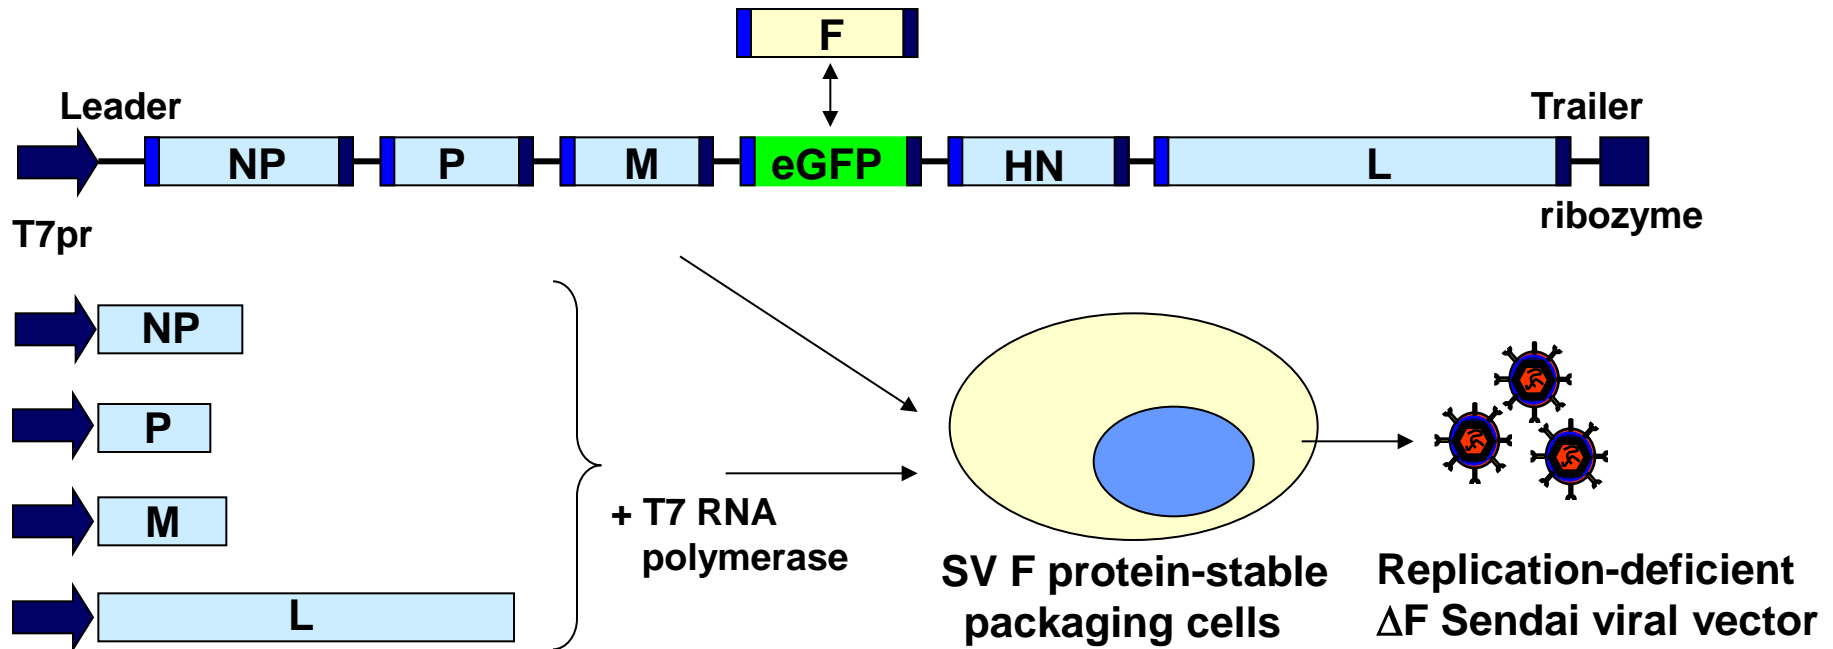 F
Leader
Trailer
NP
P
M
eGFP
HN
L
T7pr
ribozyme
NP
P
M
L
+ T7 RNA
polymerase
SV F protein-stable
packaging cells
Replication-deficient
ΔF Sendai viral vector